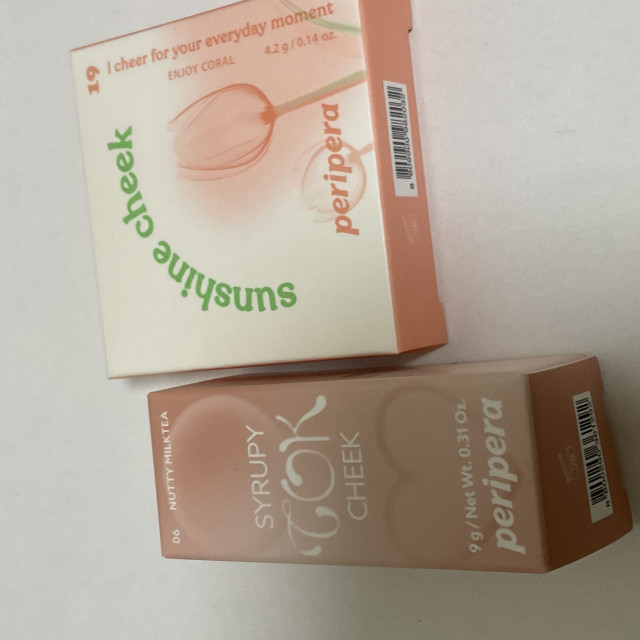 19
I cheer for your everyday moment
ENJOY CORAL
4.2 g / 0.14 oz.
sunshine cheek
peripera
06 NUTTY MILKTEA
SYRUPY
TOK
CHEEK
9 g / Net Wt. 0.31 Oz.
peripera